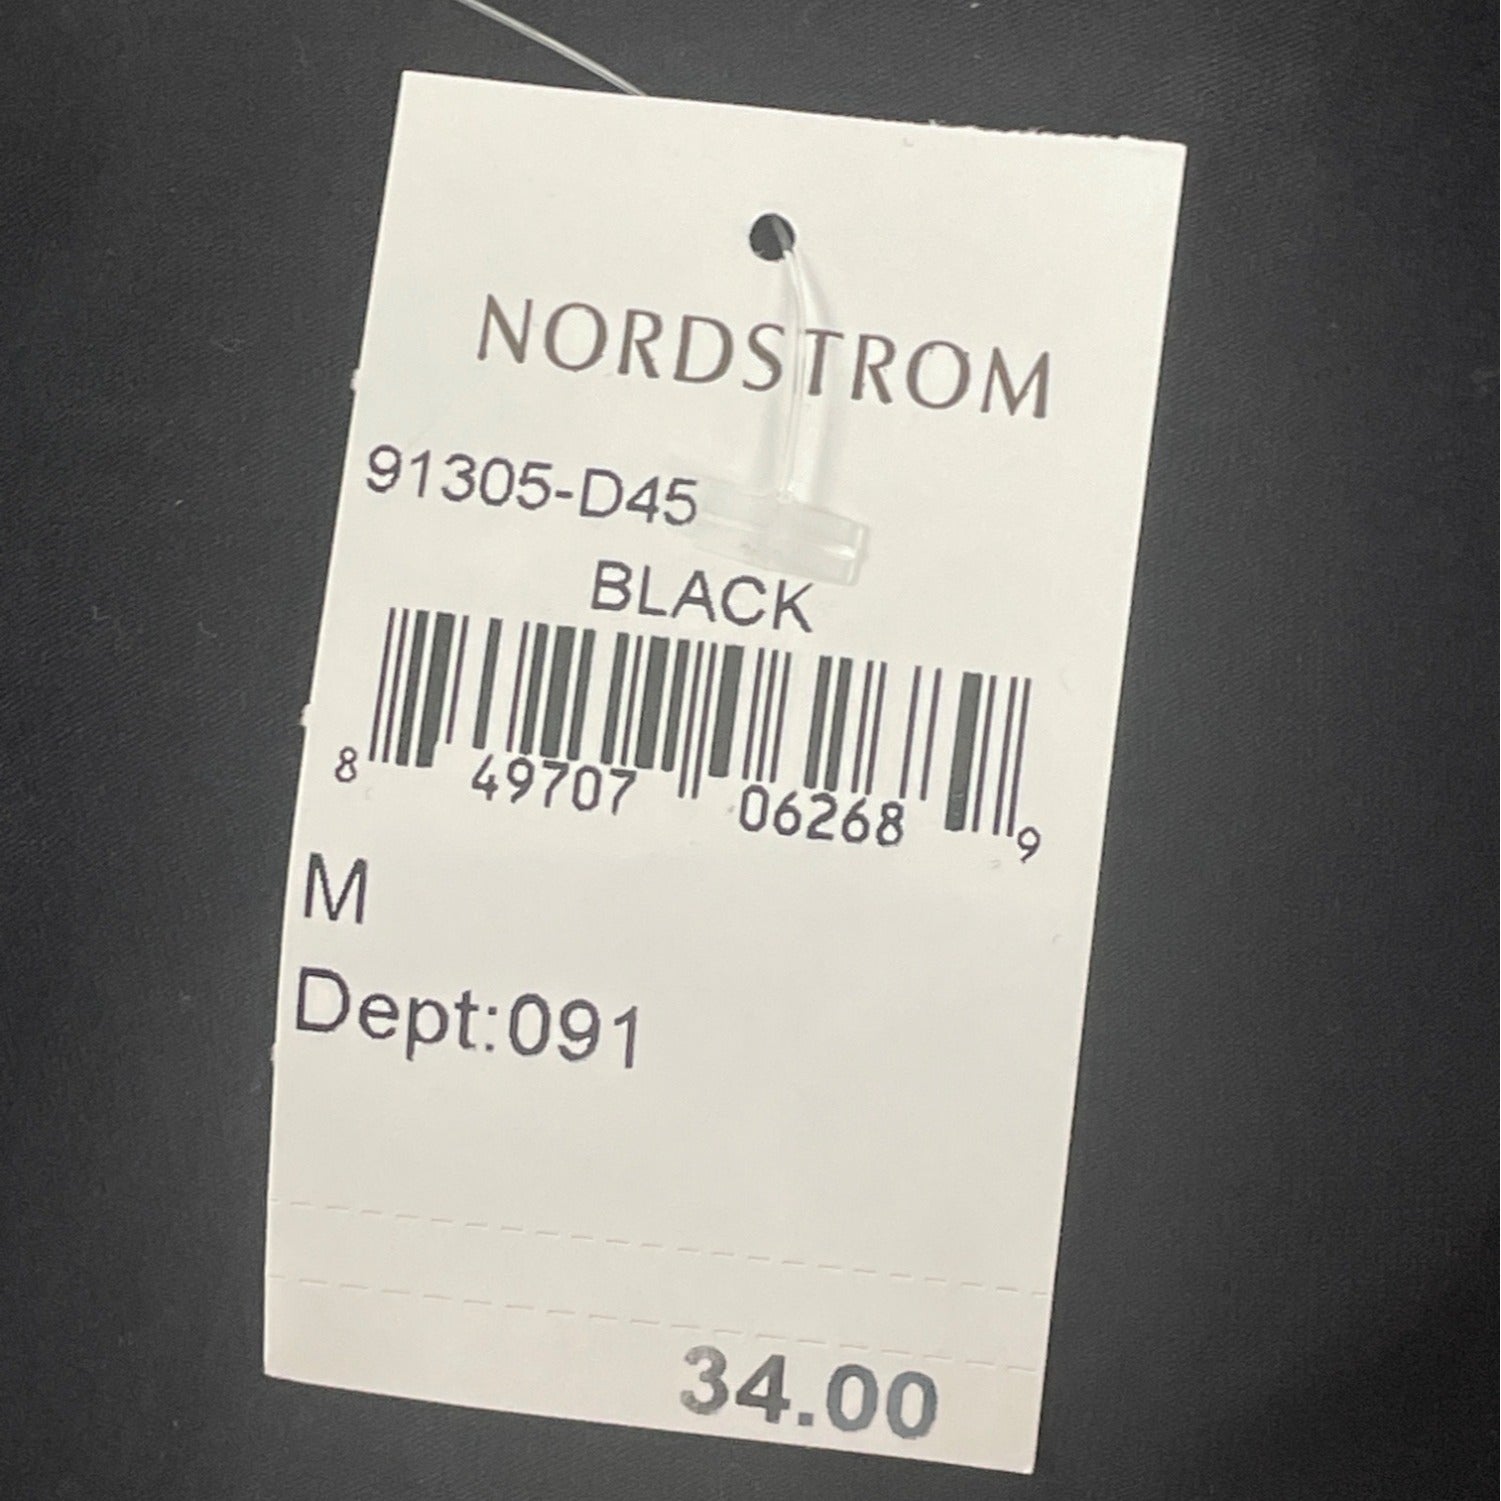 NORDSTROM
91305-D45
BLACK
8 49707 06268 9
M
Dept:091
34.00